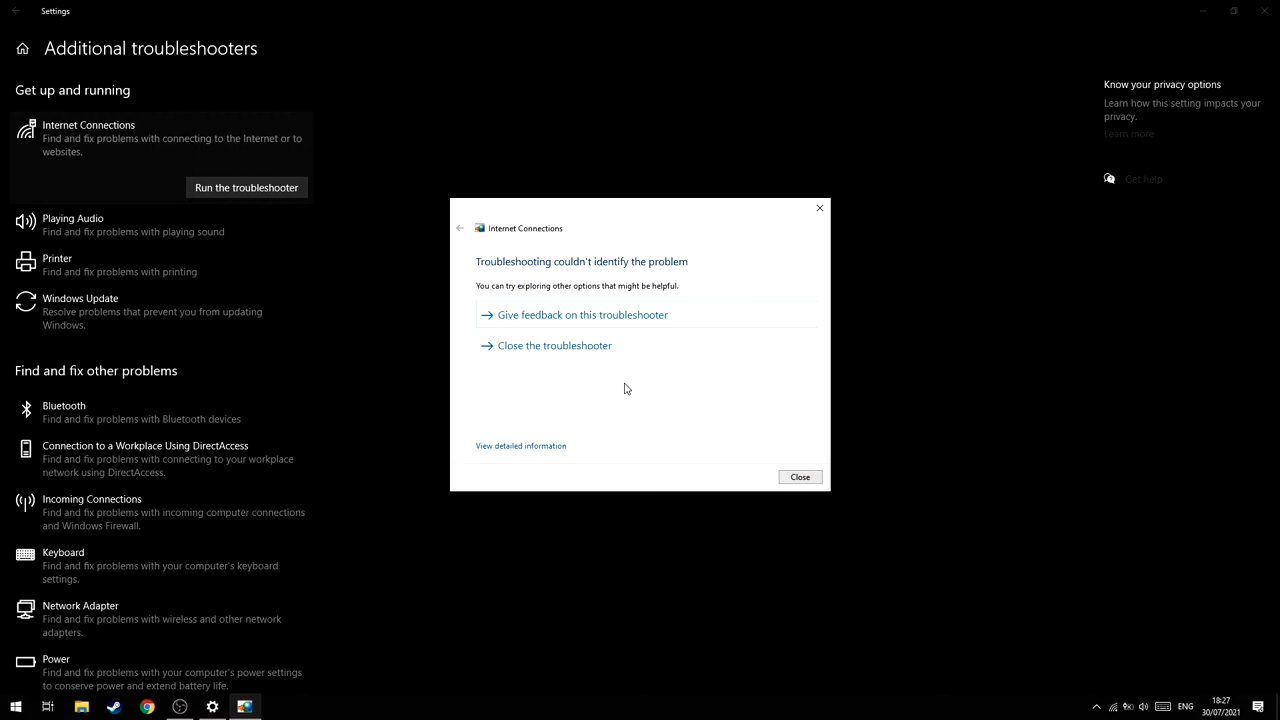 Settings
Additional troubleshooters
Get up and running
Internet Connections
Find and fix problems with connecting to the Internet or to
websites.
Run the troubleshooter
Playing Audio
Find and fix problems with playing sound
Printer
Find and fix problems with printing
Windows Update
Resolve problems that prevent you from updating
Windows.
Find and fix other problems
Bluetooth
Find and fix problems with Bluetooth devices
Connection to a Workplace Using DirectAccess
Find and fix problems with connecting to your workplace
network using DirectAccess.
Incoming Connections
Find and fix problems with incoming computer connections
and Windows Firewall.
Keyboard
Find and fix problems with your computer's keyboard
settings.
Network Adapter
Find and fix problems with wireless and other network
adapters.
Power
Find and fix problems with your computer's power settings
to conserve power and extend battery life.
Internet Connections
Troubleshooting couldn't identify the problem
You can try exploring other options that might be helpful.
Give feedback on this troubleshooter
Close the troubleshooter
View detailed information
Close
Know your privacy options
Learn how this setting impacts your
privacy.
Learn more
Get help
ENG
18:27
30/07/2021